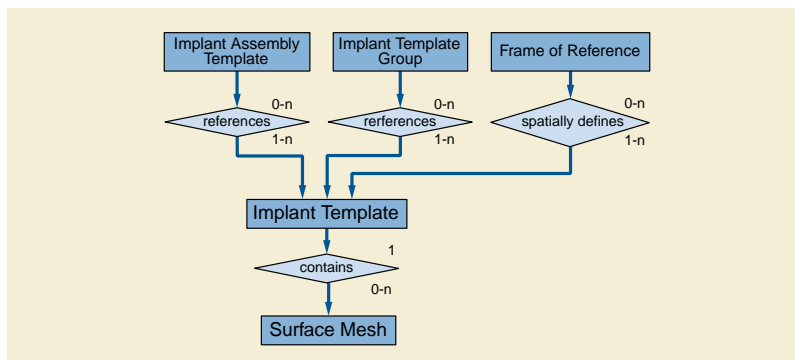 Implant Assembly
Template
Implant Template
Group
Frame of Reference
0-n
0-n
0-n
references
rerferences
spatially defines
1-n
1-n
1-n
Implant Template
1
contains
0-n
Surface Mesh